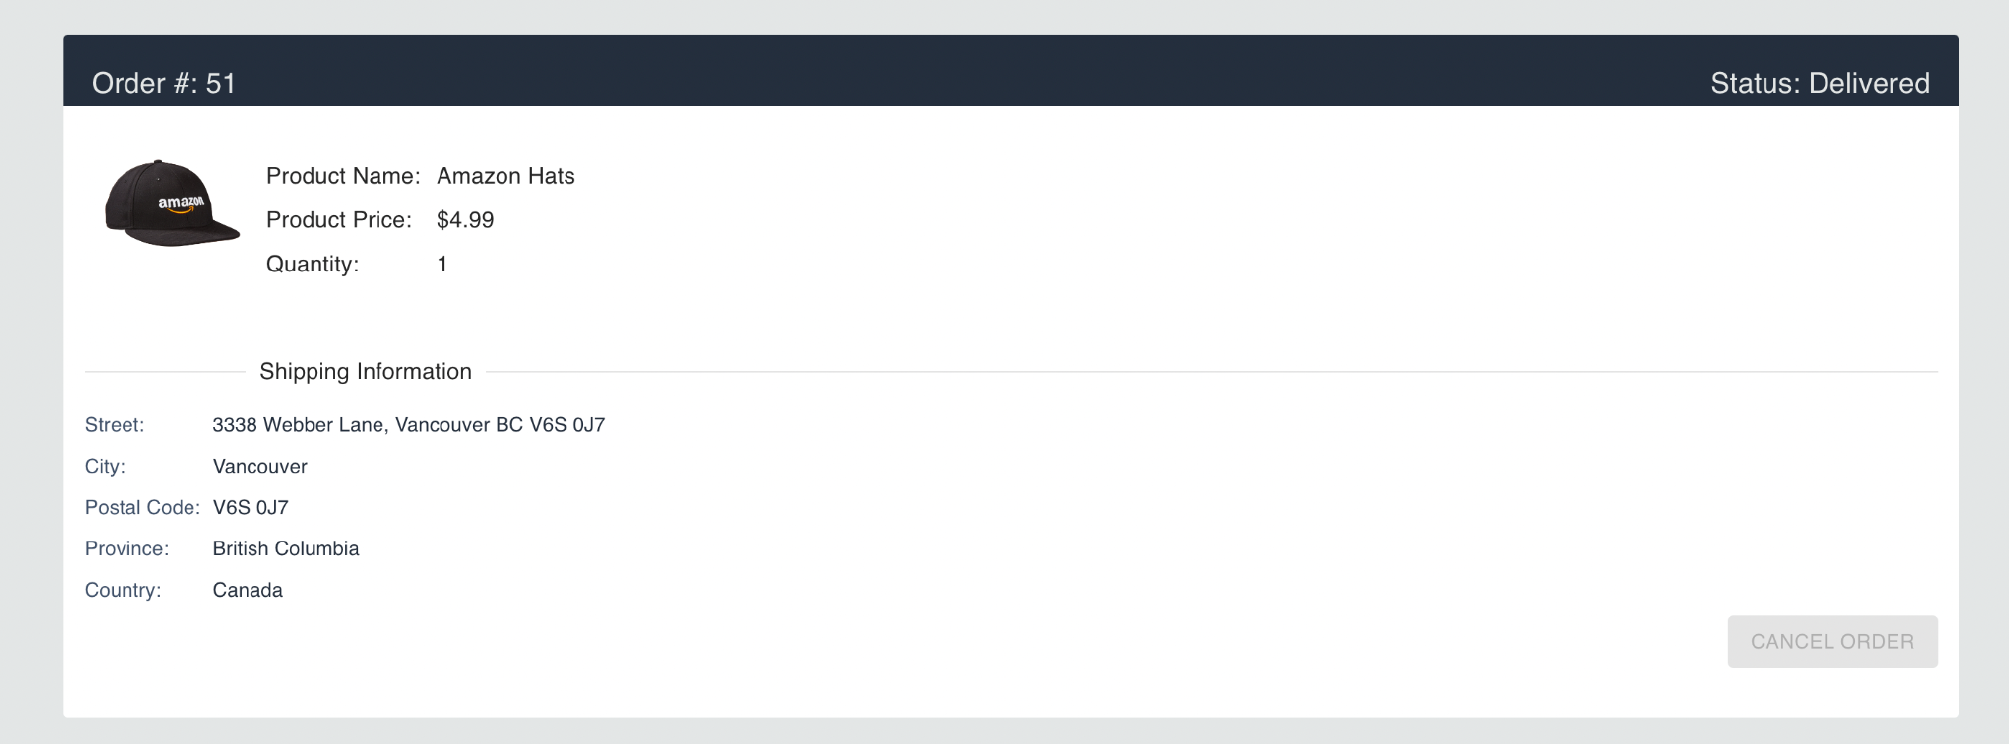 Order #: 51
Status: Delivered
amazon
Product Name: Amazon Hats
Product Price: $4.99
Quantity: 1
Shipping Information
Street: 3338 Webber Lane, Vancouver BC V6S 0J7
City: Vancouver
Postal Code: V6S 0J7
Province: British Columbia
Country: Canada
CANCEL ORDER